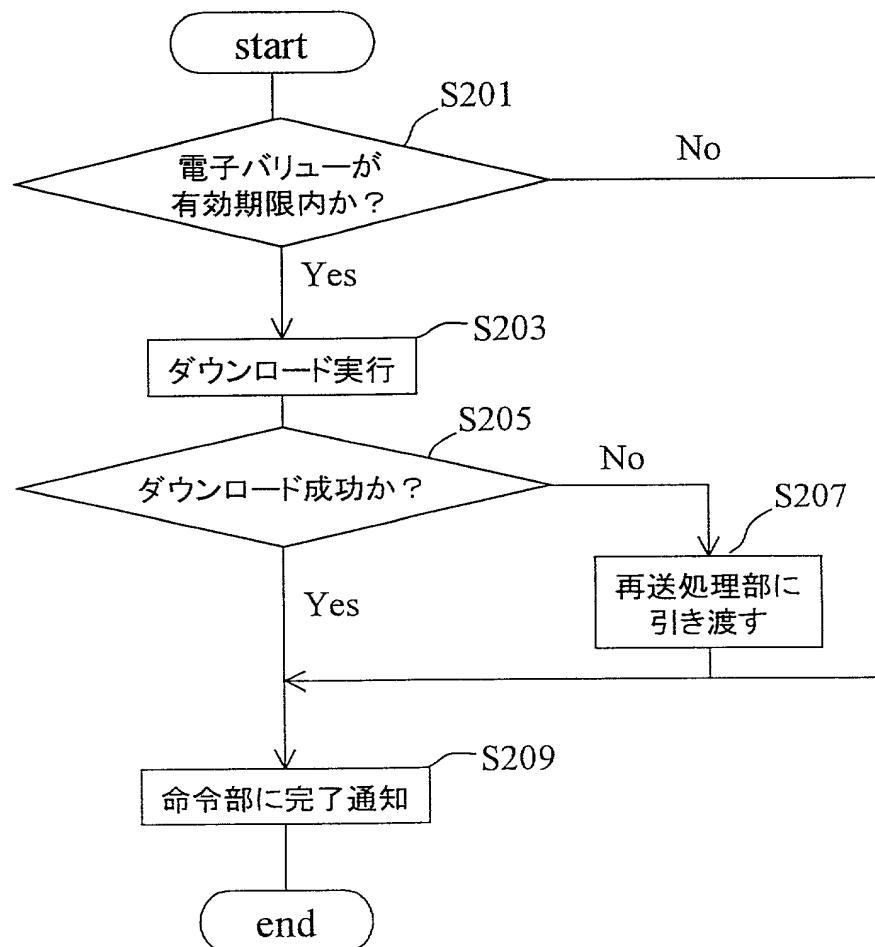 start
S201
電子バリューが
有効期限内か?
No
Yes
S203
ダウンロード実行
S205
ダウンロード成功か?
No
S207
再送処理部に
引き渡す
Yes
S209
命令部に完了通知
end